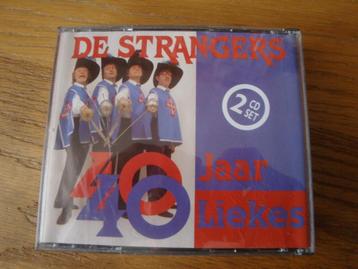 DE STRANGERS
2 CD SET
40 Jaar
40 Liekes